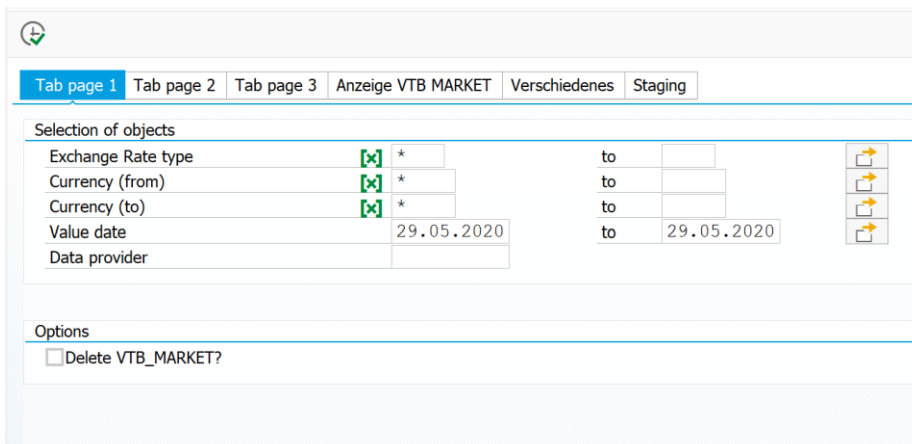 Tab page 1 Tab page 2 Tab page 3 Anzeige VTB MARKET Verschiedenes Staging
Selection of objects
Exchange Rate type * to
Currency (from) * to
Currency (to) * to
Value date 29.05.2020 to 29.05.2020
Data provider
Options
Delete VTB_MARKET?